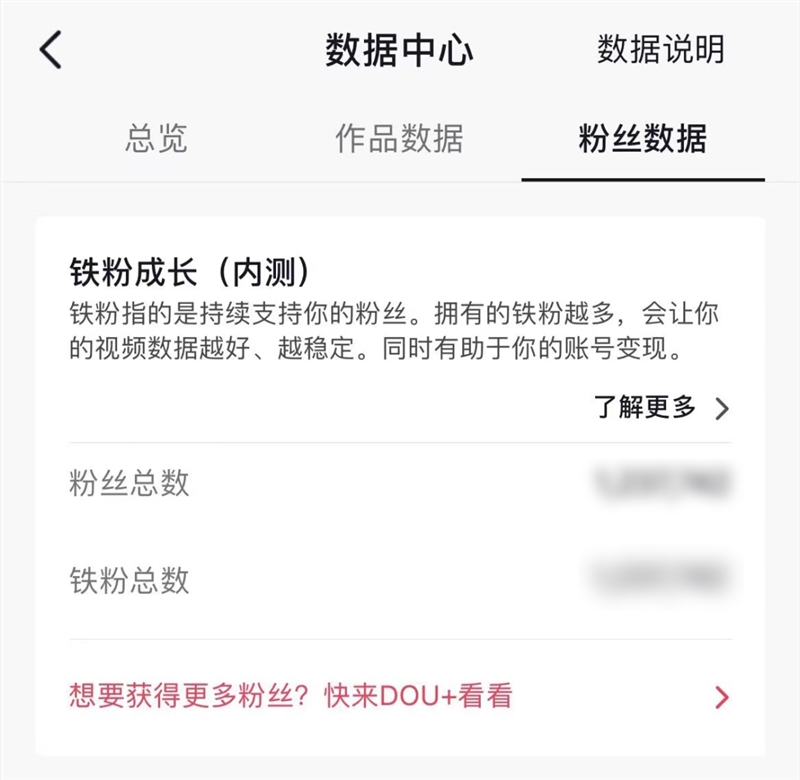 数据中心
数据说明
总览
作品数据
粉丝数据
铁粉成长（内测）
铁粉指的是持续支持你的粉丝。拥有的铁粉越多，会让你
的视频数据越好、越稳定。同时有助于你的账号变现。
了解更多
粉丝总数
铁粉总数
想要获得更多粉丝？快来DOU+看看